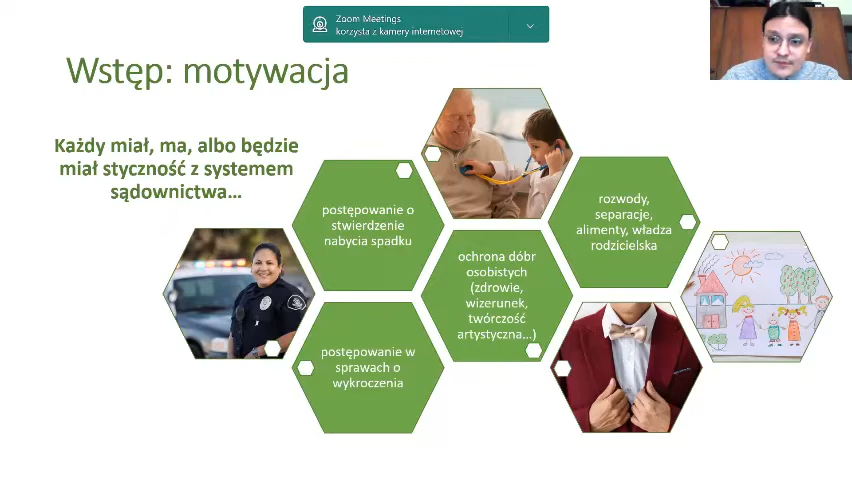 Zoom Meetings
korzysta z kamery internetowej
Wstęp: motywacja
Każdy miał, ma, albo będzie
miał styczność z systemem
sądownictwa…
postępowanie o
stwierdzenie
nabycia spadku
rozwody,
separacje,
alimenty, władza
rodzicielska
ochrona dóbr
osobistych
(zdrowie,
wizerunek,
twórczość
artystyczna…)
postępowanie w
sprawach o
wykroczenia